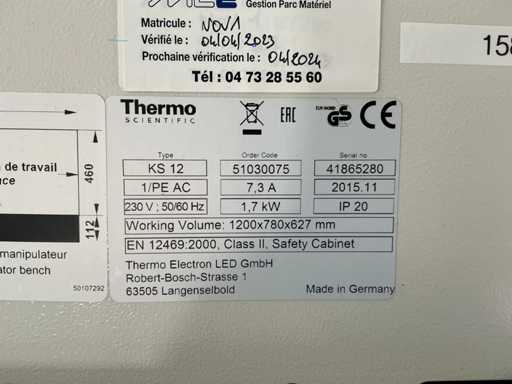 Gestion Parc Matériel
Matricule : NOV1
Vérifié le : 04/04/2023
Prochaine vérification le : 04/2024
Tél : 04 73 28 55 60
158
Thermo
SCIENTIFIC
EAC
TÜV NORD
GS
CE
Type Order Code Serial no
KS 12 51030075 41865280
1/PE AC 7,3 A 2015.11
230 V ; 50/60 Hz 1,7 kW IP 20
Working Volume: 1200x780x627 mm
EN 12469:2000, Class II, Safety Cabinet
Thermo Electron LED GmbH
Robert-Bosch-Strasse 1
63505 Langenselbold Made in Germany
de travail
nce
460
112
manipulateur
ator bench
50107292